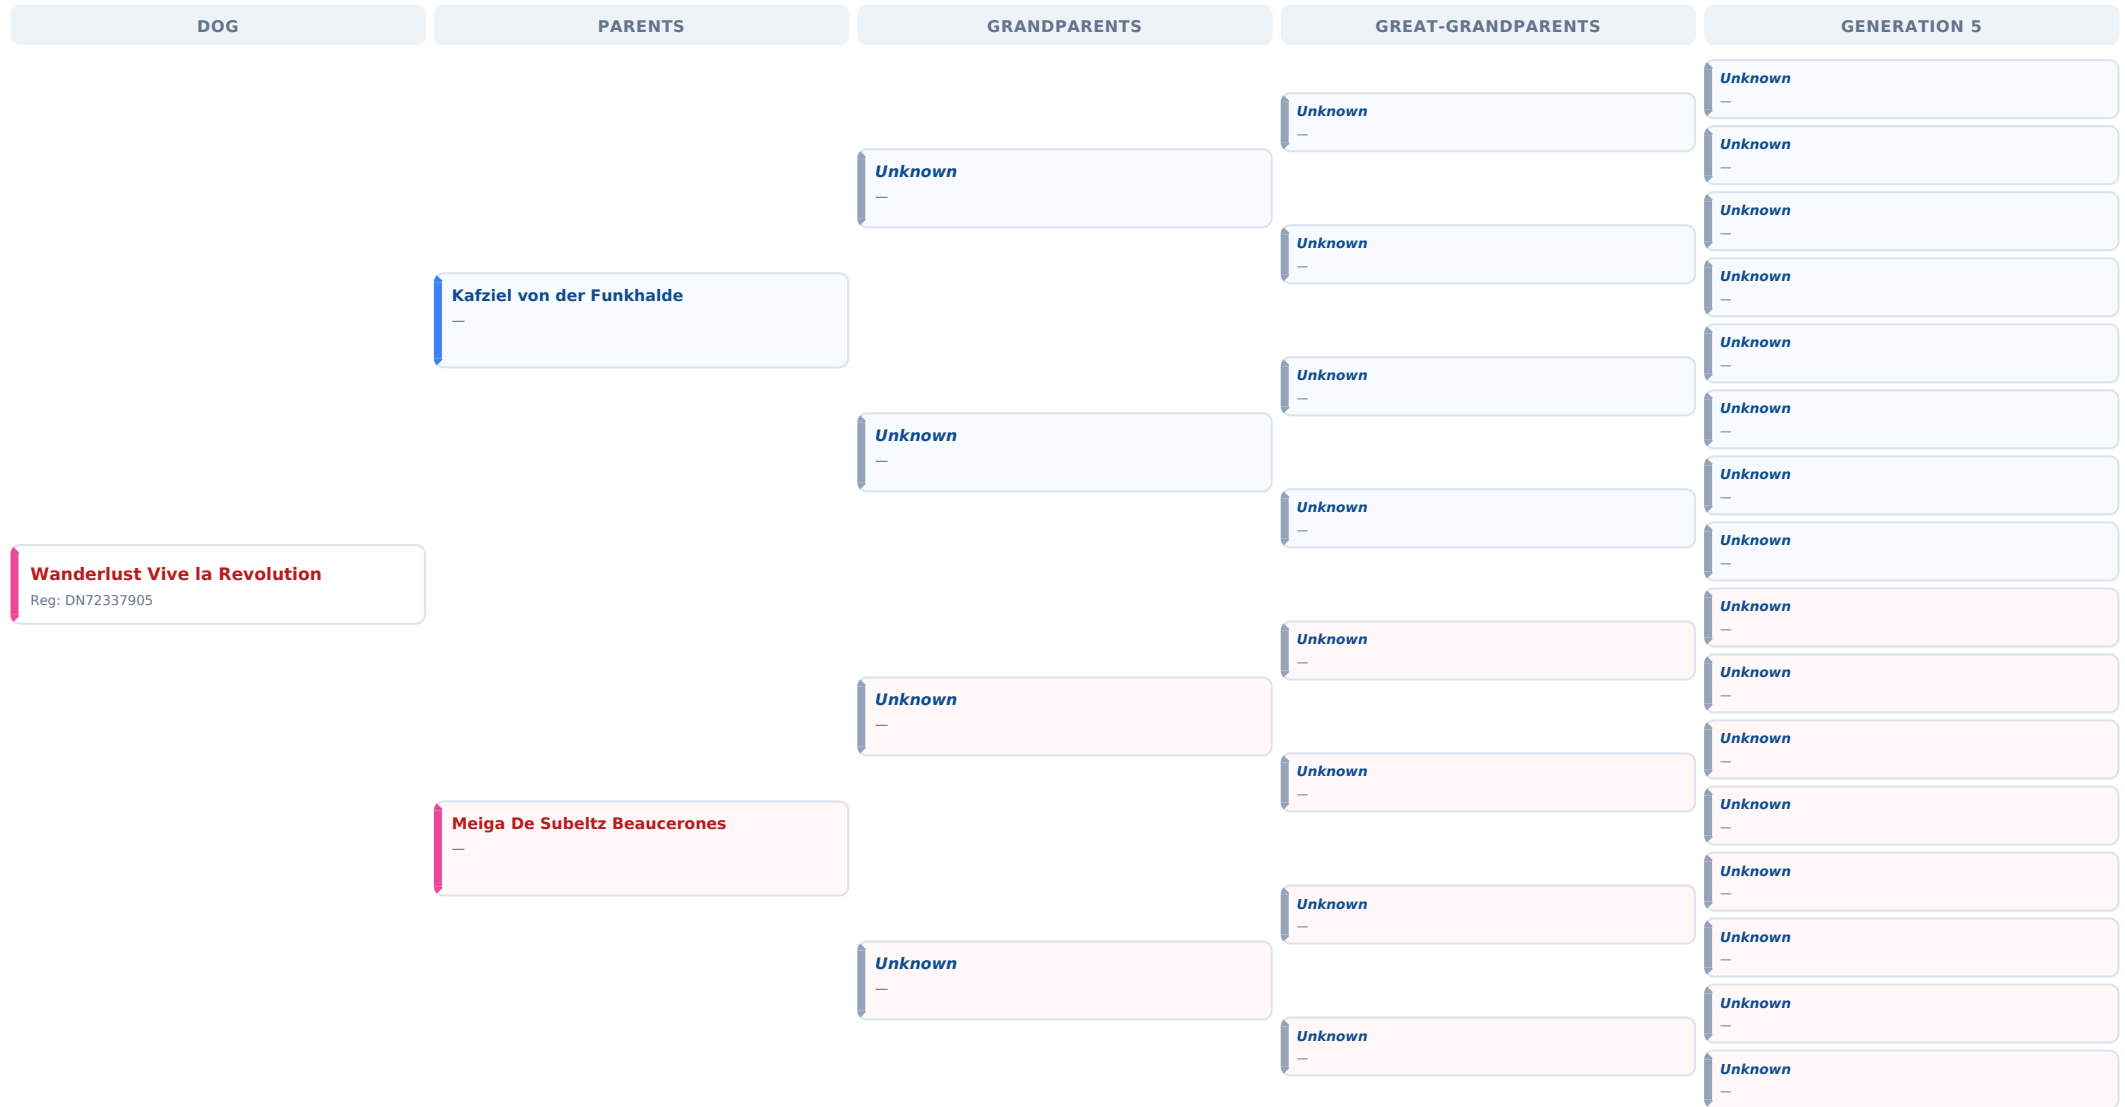 DOG
PARENTS
GRANDPARENTS
GREAT-GRANDPARENTS
GENERATION 5
Wanderlust Vive la Revolution
Reg: DN72337905
Kafziel von der Funkhalde
—
Meiga De Subeltz Beaucerones
—
Unknown
—
Unknown
—
Unknown
—
Unknown
—
Unknown
—
Unknown
—
Unknown
—
Unknown
—
Unknown
—
Unknown
—
Unknown
—
Unknown
—
Unknown
—
Unknown
—
Unknown
—
Unknown
—
Unknown
—
Unknown
—
Unknown
—
Unknown
—
Unknown
—
Unknown
—
Unknown
—
Unknown
—
Unknown
—
Unknown
—
Unknown
—
Unknown
—